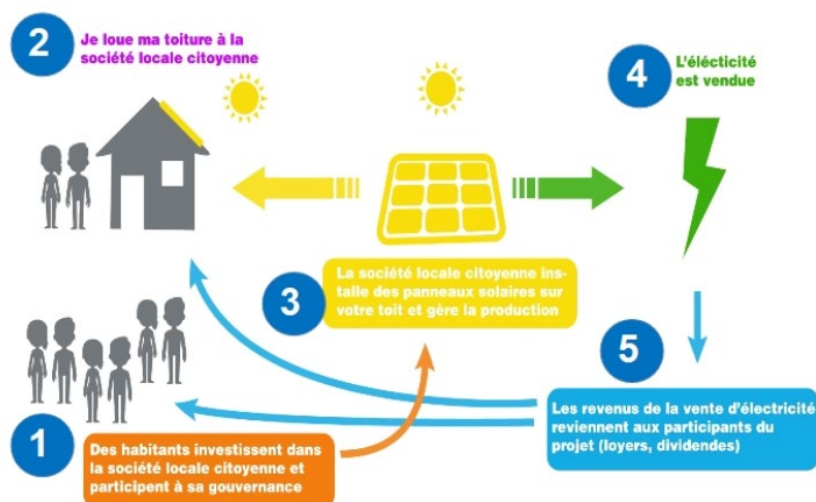 2
Je loue ma toiture à la
société locale citoyenne
4
L'élécticité
est vendue
3
La société locale citoyenne ins-
talle des panneaux solaires sur
votre toit et gère la production
5
Les revenus de la vente d'électricité
reviennent aux participants du
projet (loyers, dividendes)
1
Des habitants investissent dans
la société locale citoyenne et
participent à sa gouvernance